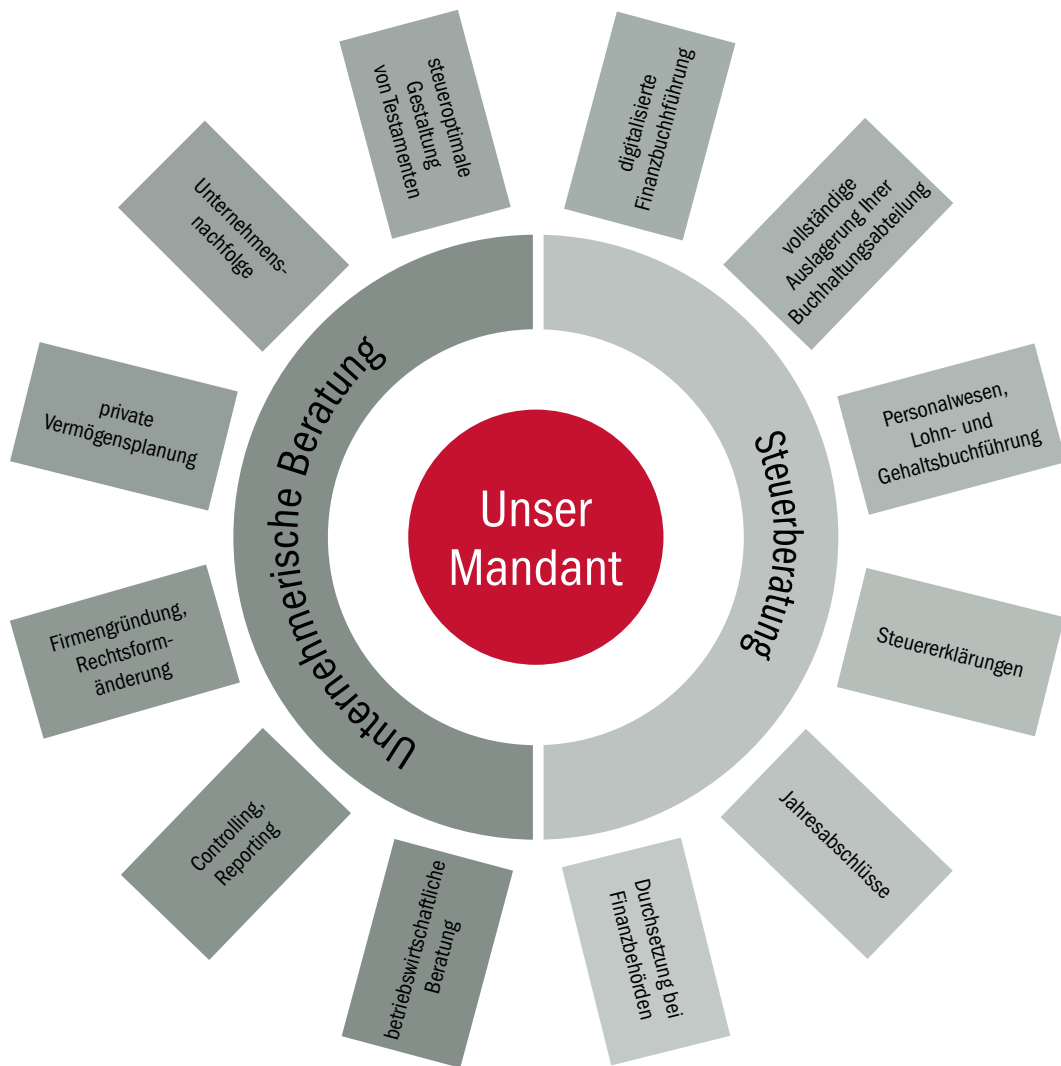 Unser
Mandant
Unternehmerische Beratung
Steuerberatung
digitalisierte
Finanzbuchhführung
vollständige
Auslagerung Ihrer
Buchhaltungsabteilung
Personalwesen,
Lohn- und
Gehaltsbuchführung
Steuererklärungen
Jahresabschlüsse
Durchsetzung bei
Finanzbehörden
betriebswirtschaftliche
Beratung
Controlling,
Reporting
Firmengründung,
Rechtsform-
änderung
private
Vermögensplanung
Unternehmens-
nachfolge
steueroptimale
Gestaltung
von Testamenten